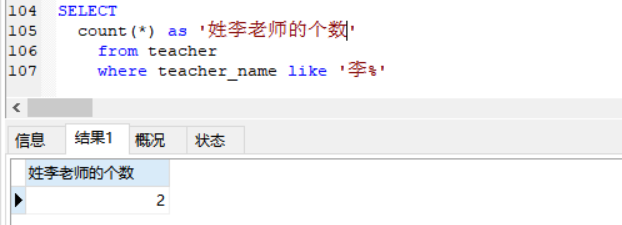 104 SELECT
105 count(*) as '姓李老师的个数'
106 from teacher
107 where teacher_name like '李%'
信息 结果1 概况 状态
姓李老师的个数
2